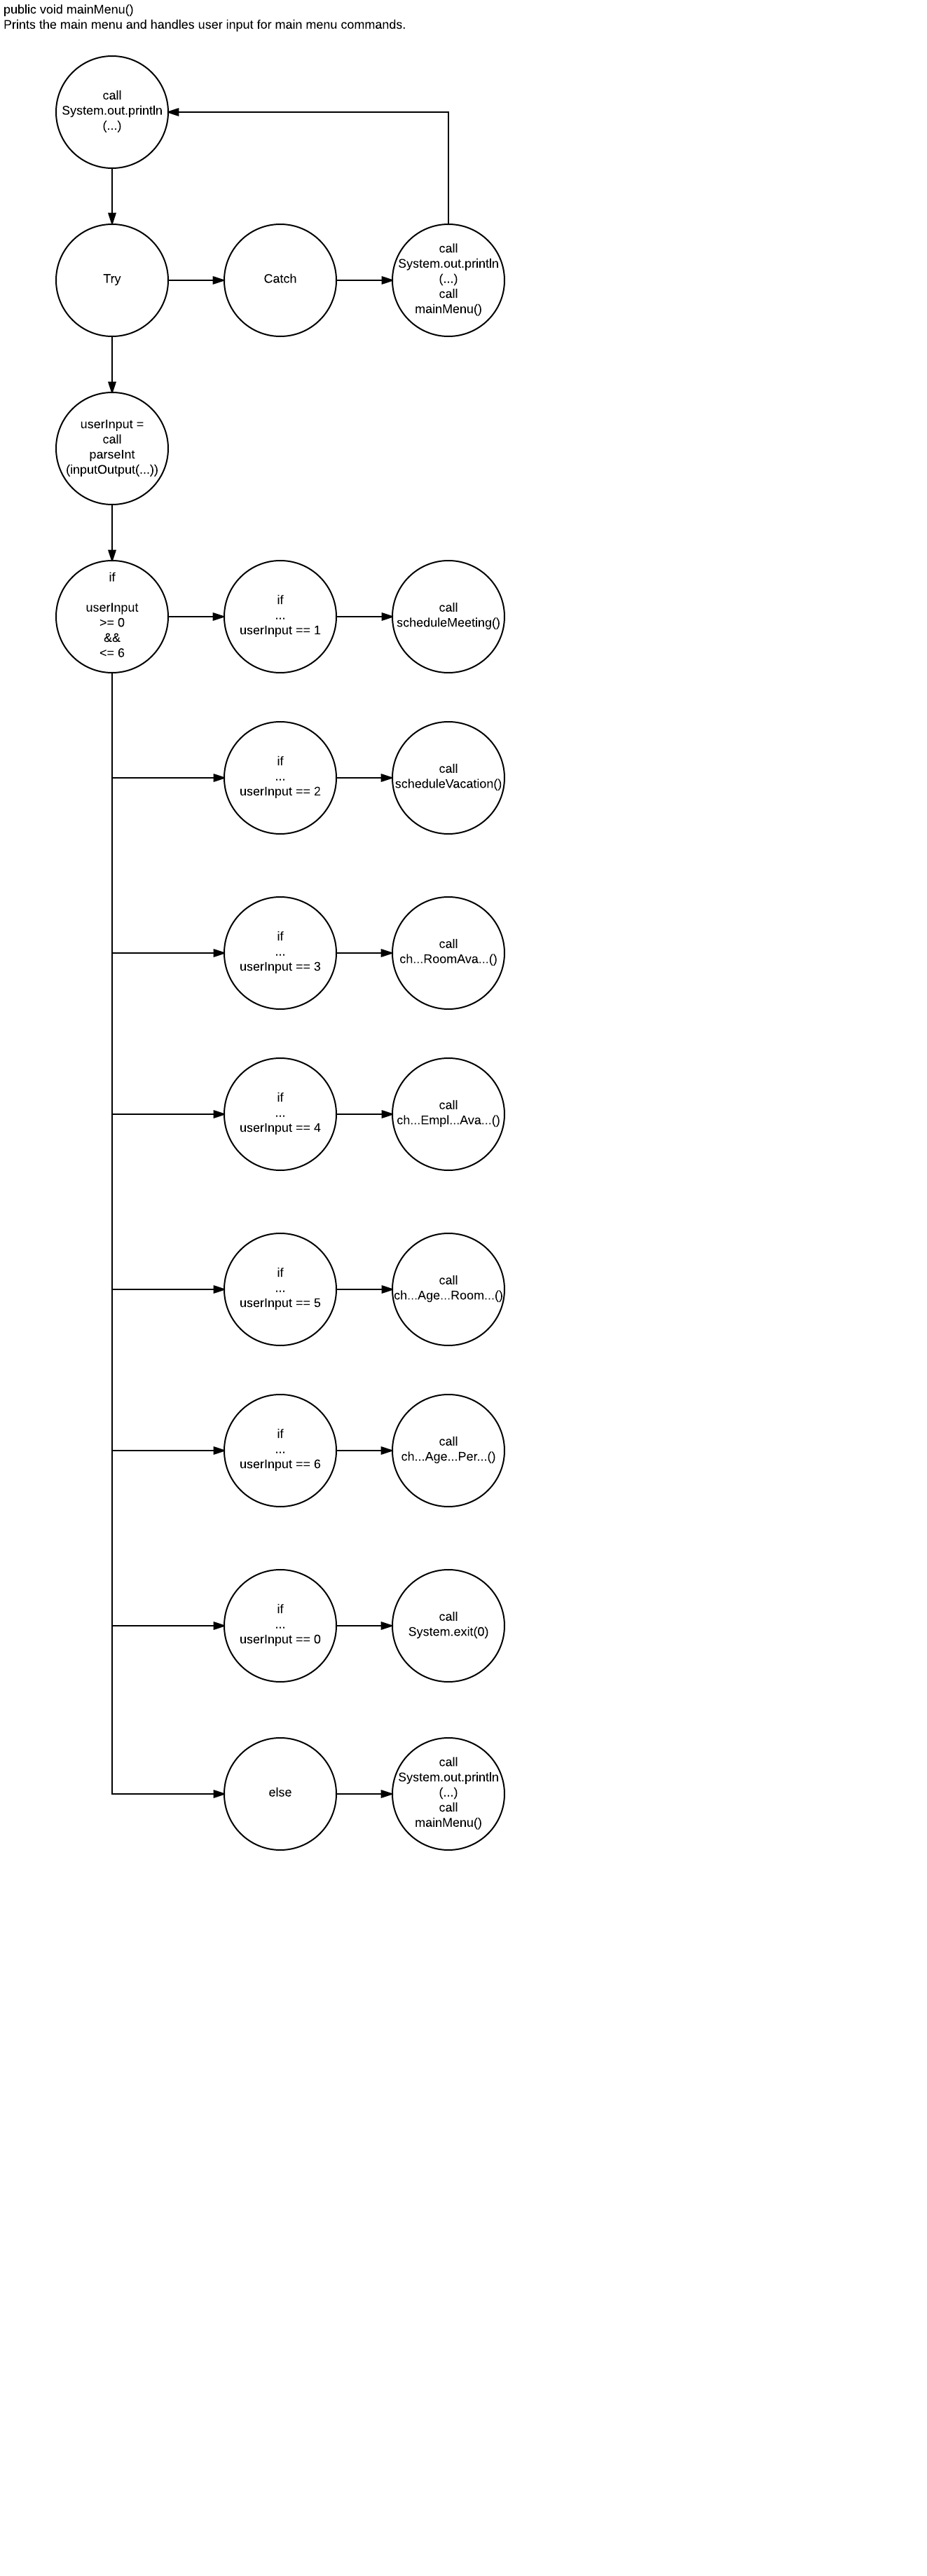 public void mainMenu()
Prints the main menu and handles user input for main menu commands.
call
System.out.println
(...)
Try
Catch
call
System.out.println
(...)
call
mainMenu()
userInput =
call
parseInt
(inputOutput(...))
if
userInput
>= 0
&&
<= 6
if
...
userInput == 1
call
scheduleMeeting()
if
...
userInput == 2
call
scheduleVacation()
if
...
userInput == 3
call
ch...RoomAva...()
if
...
userInput == 4
call
ch...Empl...Ava...()
if
...
userInput == 5
call
ch...Age...Room...()
if
...
userInput == 6
call
ch...Age...Per...()
if
...
userInput == 0
call
System.exit(0)
else
call
System.out.println
(...)
call
mainMenu()